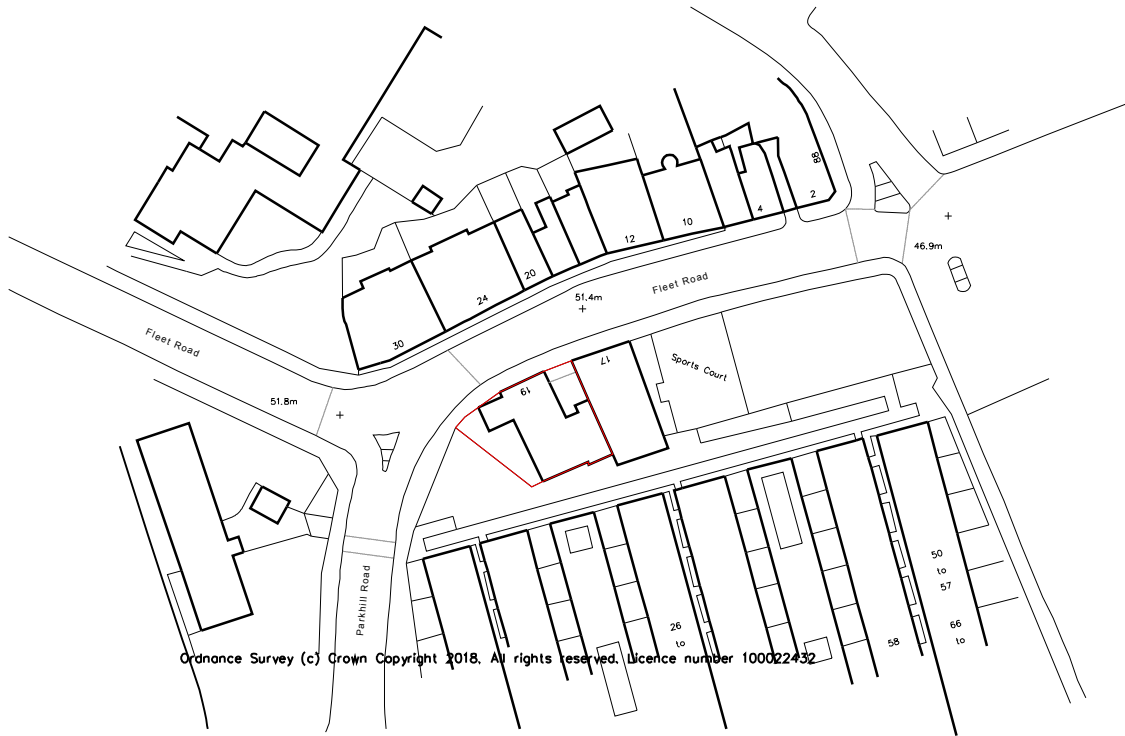 88
2
4
10
12
46.9m
20
24
51.4m
Fleet Road
30
Fleet Road
17
Sports Court
19
51.8m
50
to
57
Parkhill Road
26
to
66
to
58
Ordnance Survey (c) Crown Copyright 2018. All rights reserved. Licence number 100022432